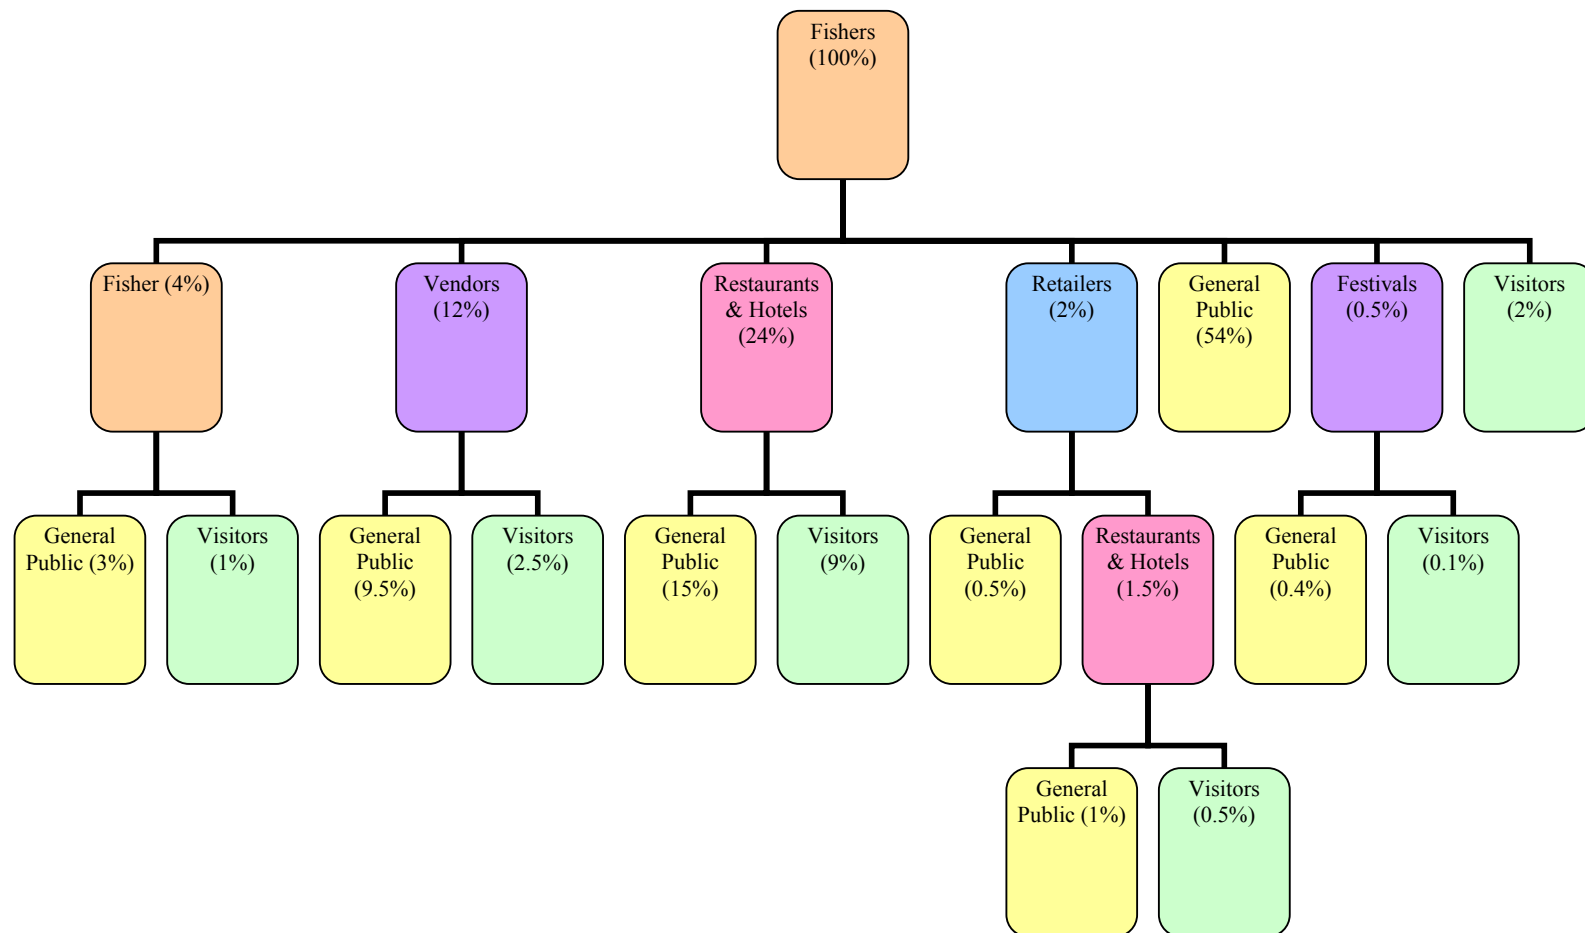 Fishers
(100%)
Fisher (4%)
Vendors
(12%)
Restaurants
& Hotels
(24%)
Retailers
(2%)
General
Public
(54%)
Festivals
(0.5%)
Visitors
(2%)
General
Public (3%)
Visitors
(1%)
General
Public
(9.5%)
Visitors
(2.5%)
General
Public
(15%)
Visitors
(9%)
General
Public
(0.5%)
Restaurants
& Hotels
(1.5%)
General
Public
(0.4%)
Visitors
(0.1%)
General
Public (1%)
Visitors
(0.5%)